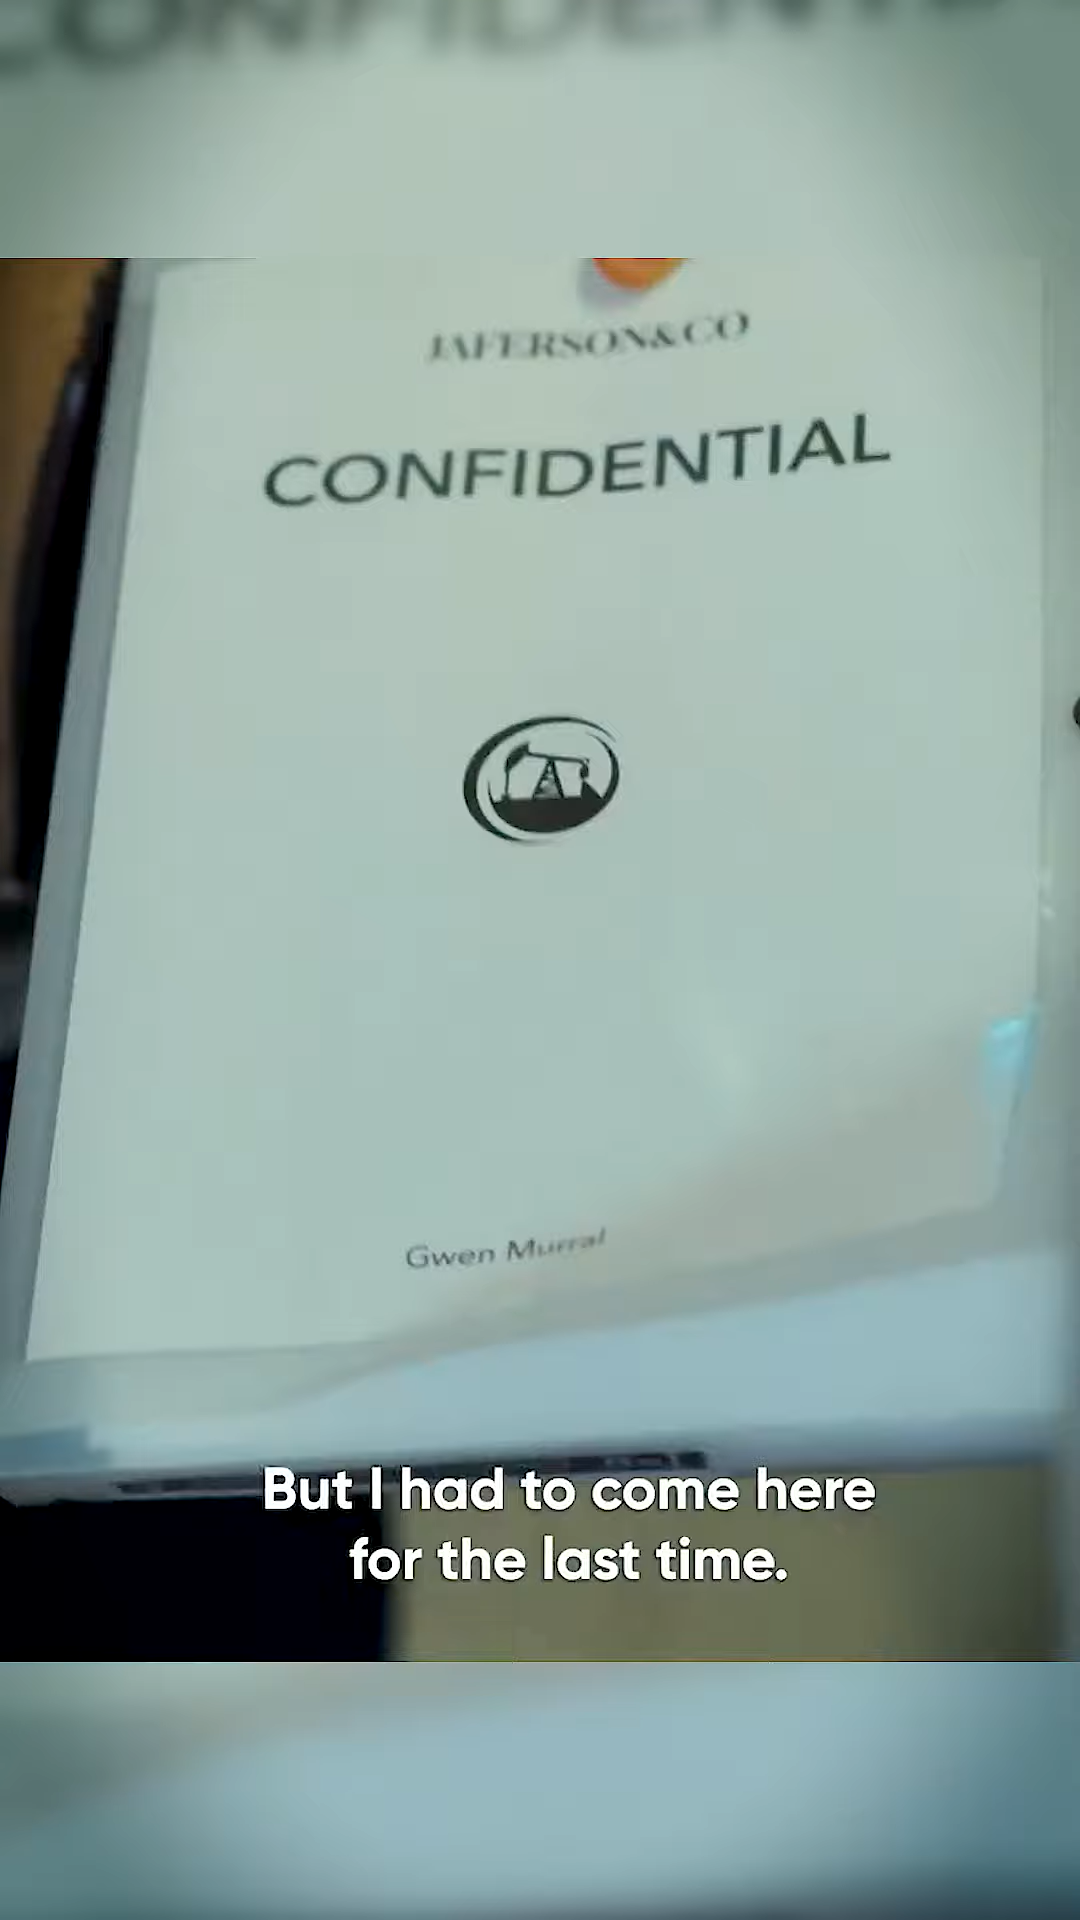 JAFERSON&CO
CONFIDENTIAL
Gwen Murral
But I had to come here
for the last time.